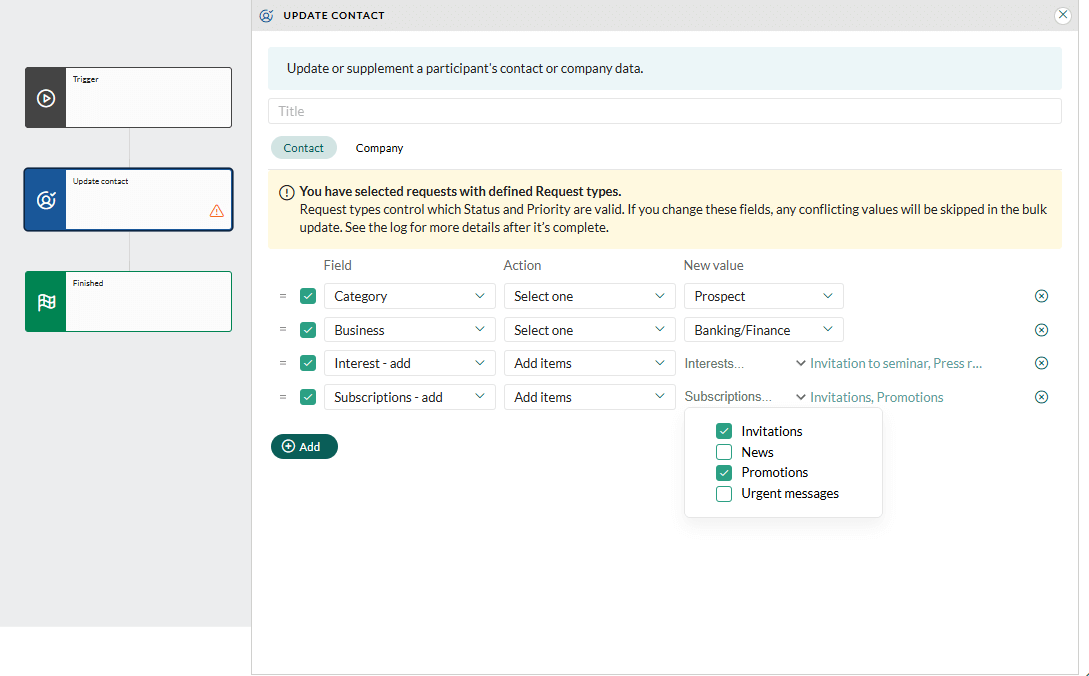 UPDATE CONTACT
Update or supplement a participant's contact or company data.
Trigger
Title
Contact Company
Update contact
You have selected requests with defined Request types.
Request types control which Status and Priority are valid. If you change these fields, any conflicting values will be skipped in the bulk
update. See the log for more details after it's complete.
Field Action New value
Finished
Category Select one Prospect
Business Select one Banking/Finance
Interest - add Add items Interests... Invitation to seminar, Press r...
Subscriptions - add Add items Subscriptions... Invitations, Promotions
Invitations
Add
News
Promotions
Urgent messages